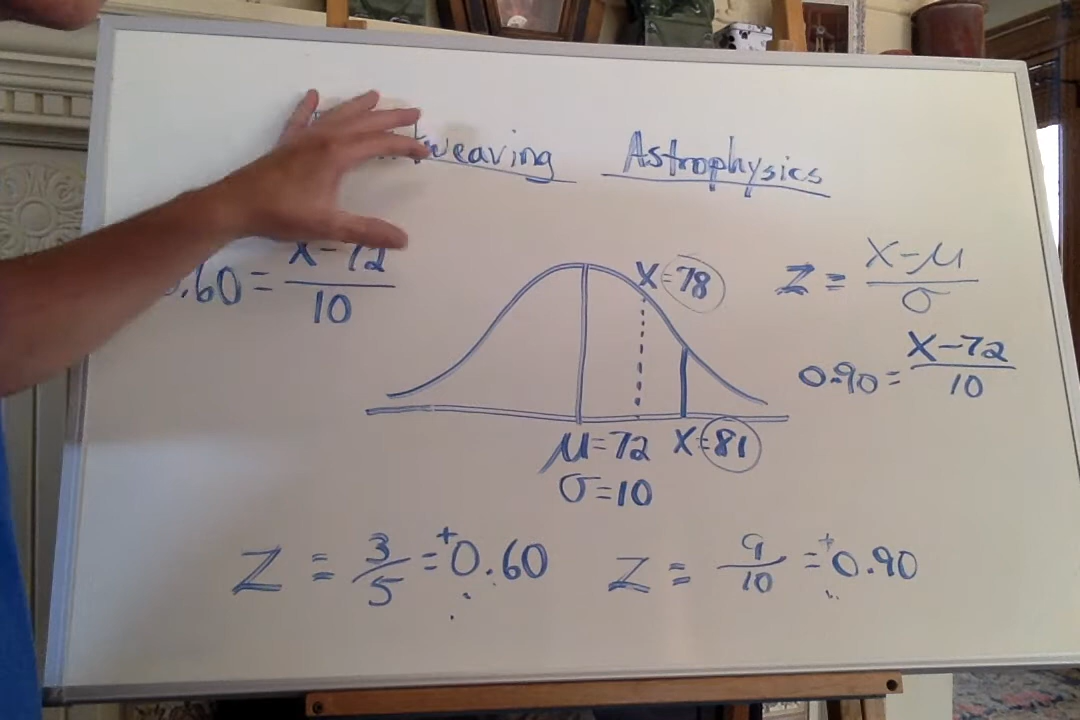 weaving Astrophysics
.60 = X-72/10
X=78
Z = X-μ/σ
0.90 = X-72/10
μ=72 X=81
σ=10
Z = 3/5 = +0.60 Z = 9/10 = +0.90